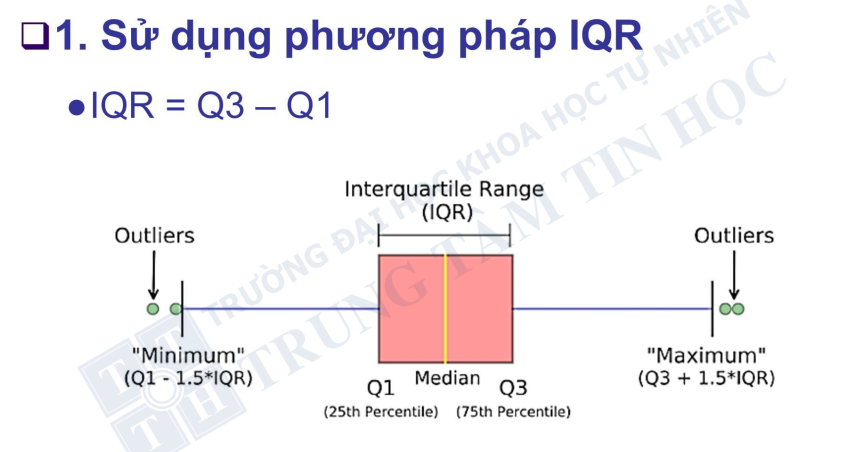 1. Sử dụng phương pháp IQR
●IQR = Q3 – Q1
Interquartile Range
(IQR)
Outliers
Outliers
"Minimum"
(Q1 - 1.5*IQR)
"Maximum"
(Q3 + 1.5*IQR)
Q1
Median
Q3
(25th Percentile)
(75th Percentile)
TRƯỜNG ĐẠI HỌC KHOA HỌC TỰ NHIÊN
TRUNG TÂM TIN HỌC
T T
T H